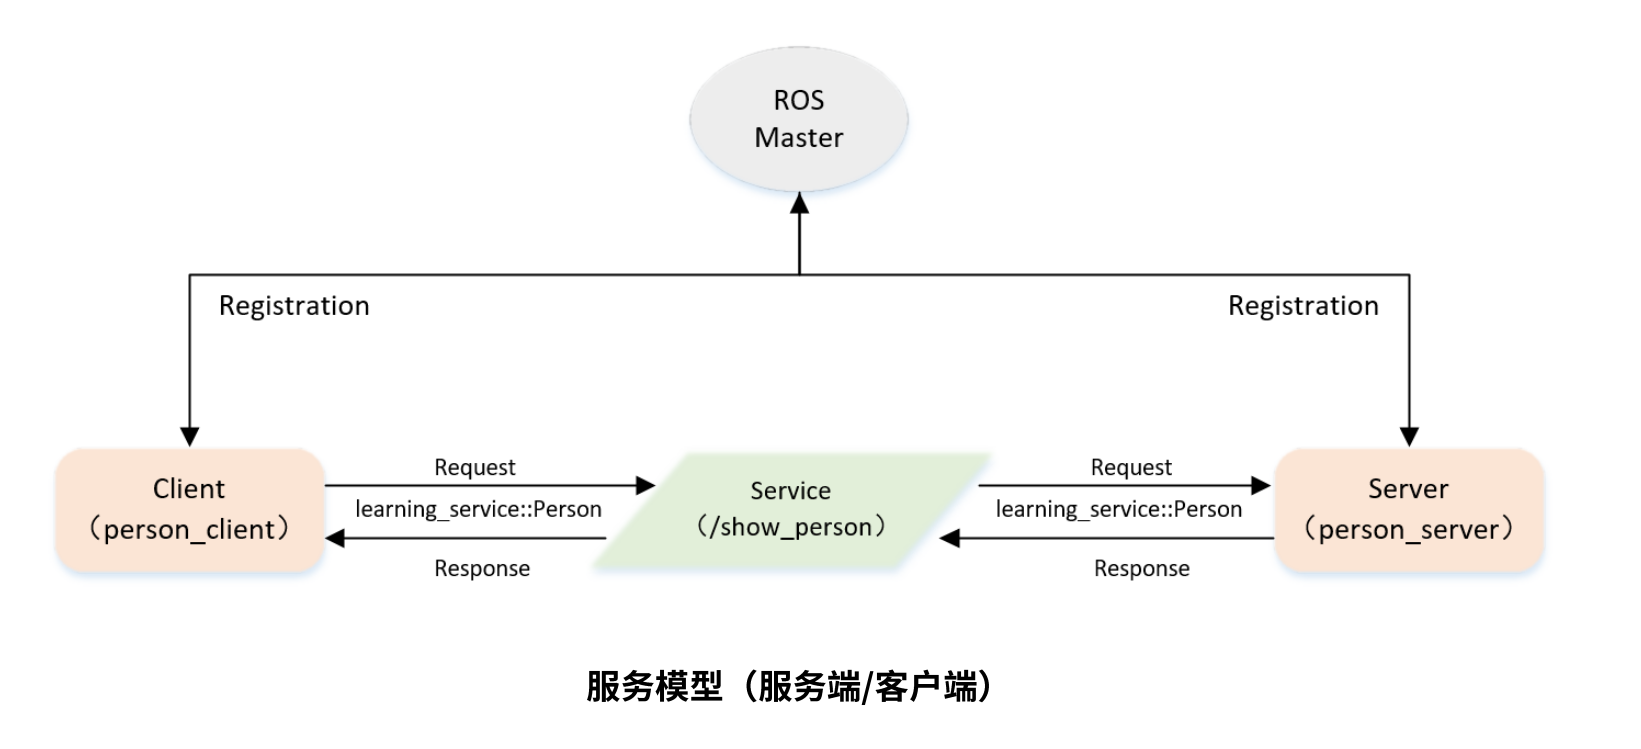 ROS
Master
Registration
Registration
Client
（person_client）
Request
learning_service::Person
Response
Service
（/show_person）
Request
learning_service::Person
Response
Server
（person_server）
服务模型（服务端/客户端）